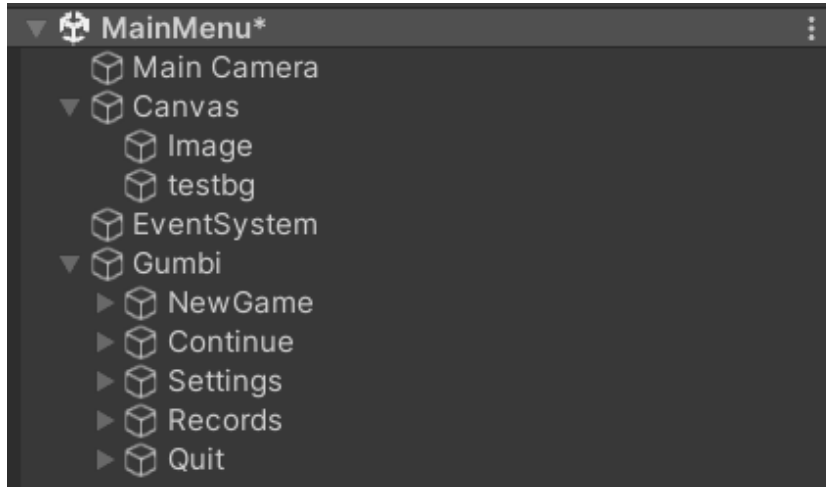 MainMenu*
Main Camera
Canvas
Image
testbg
EventSystem
Gumbi
NewGame
Continue
Settings
Records
Quit